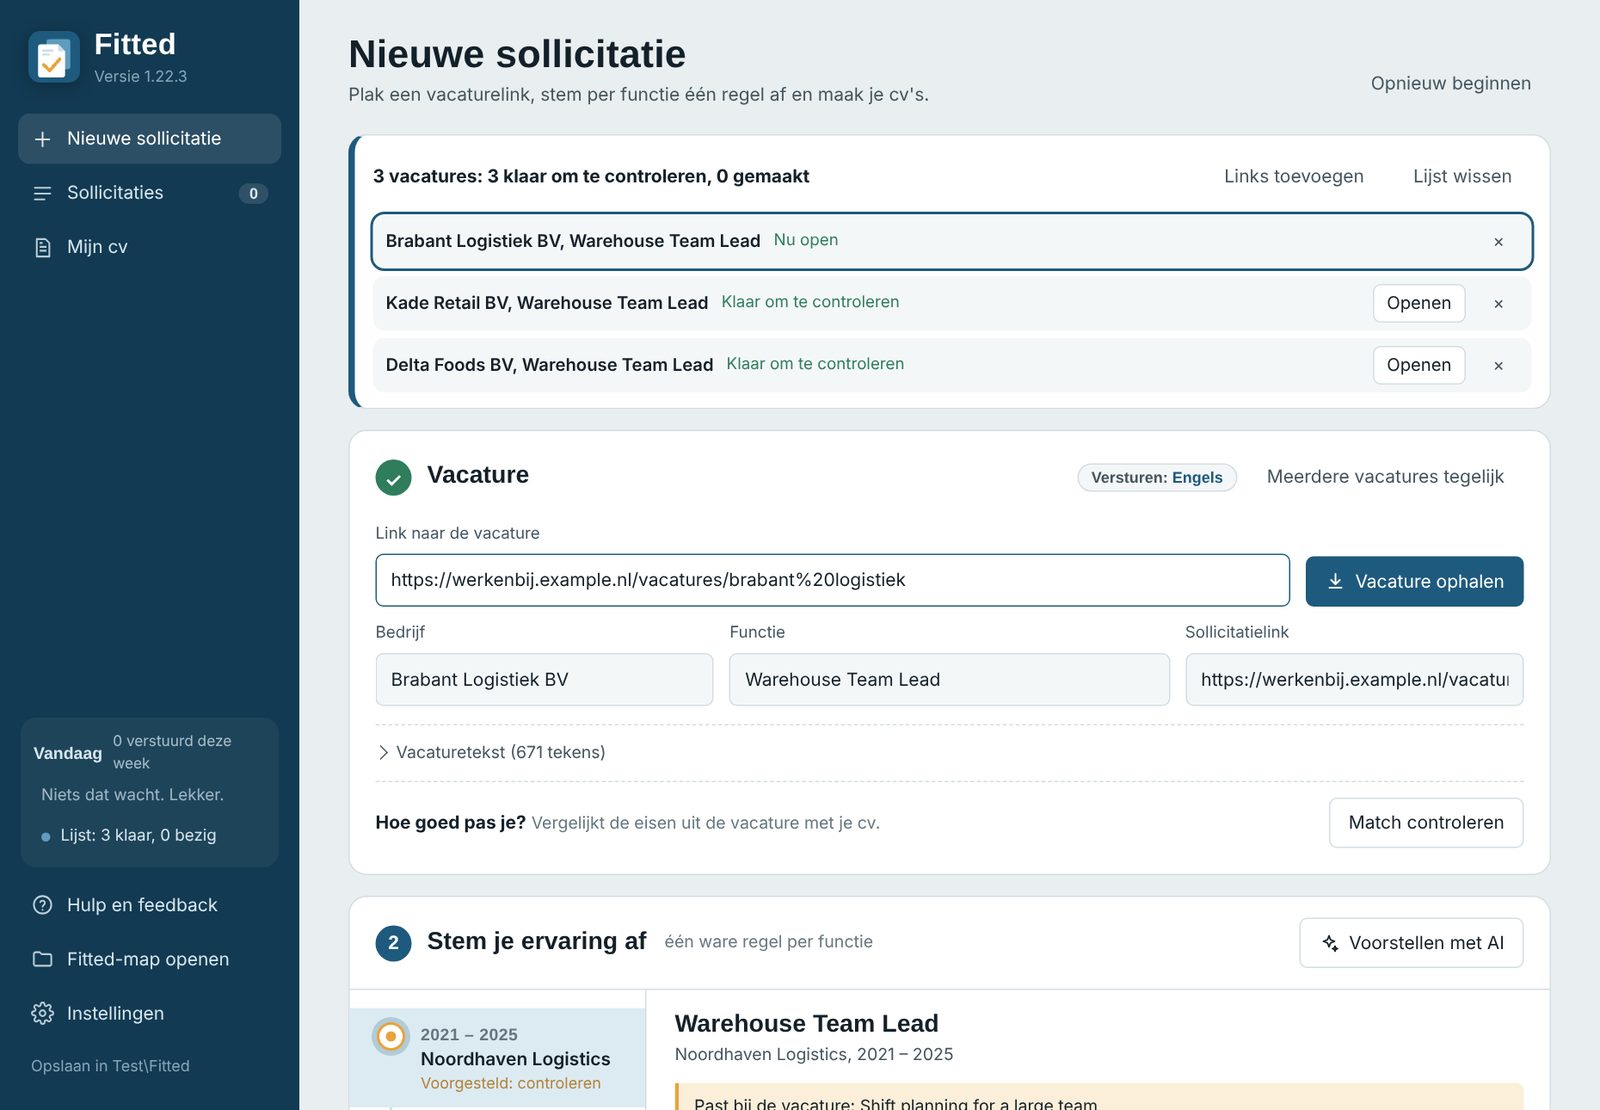 Fitted
Versie 1.22.3
Nieuwe sollicitatie
Sollicitaties 0
Mijn cv
Vandaag 0 verstuurd deze week
Niets dat wacht. Lekker.
Lijst: 3 klaar, 0 bezig
Hulp en feedback
Fitted-map openen
Instellingen
Opslaan in Test\Fitted
Nieuwe sollicitatie
Plak een vacaturelink, stem per functie één regel af en maak je cv's.
Opnieuw beginnen
3 vacatures: 3 klaar om te controleren, 0 gemaakt Links toevoegen Lijst wissen
Brabant Logistiek BV, Warehouse Team Lead Nu open ×
Kade Retail BV, Warehouse Team Lead Klaar om te controleren Openen ×
Delta Foods BV, Warehouse Team Lead Klaar om te controleren Openen ×
Vacature Versturen: Engels Meerdere vacatures tegelijk
Link naar de vacature
https://werkenbij.example.nl/vacatures/brabant%20logistiek Vacature ophalen
Bedrijf Functie Sollicitatielink
Brabant Logistiek BV Warehouse Team Lead https://werkenbij.example.nl/vacatur
Vacaturetekst (671 tekens)
Hoe goed pas je? Vergelijkt de eisen uit de vacature met je cv. Match controleren
2 Stem je ervaring af één ware regel per functie Voorstellen met AI
2021 – 2025
Noordhaven Logistics
Voorgesteld: controleren
Warehouse Team Lead
Noordhaven Logistics, 2021 – 2025
Past bij de vacature: Shift planning for a large team